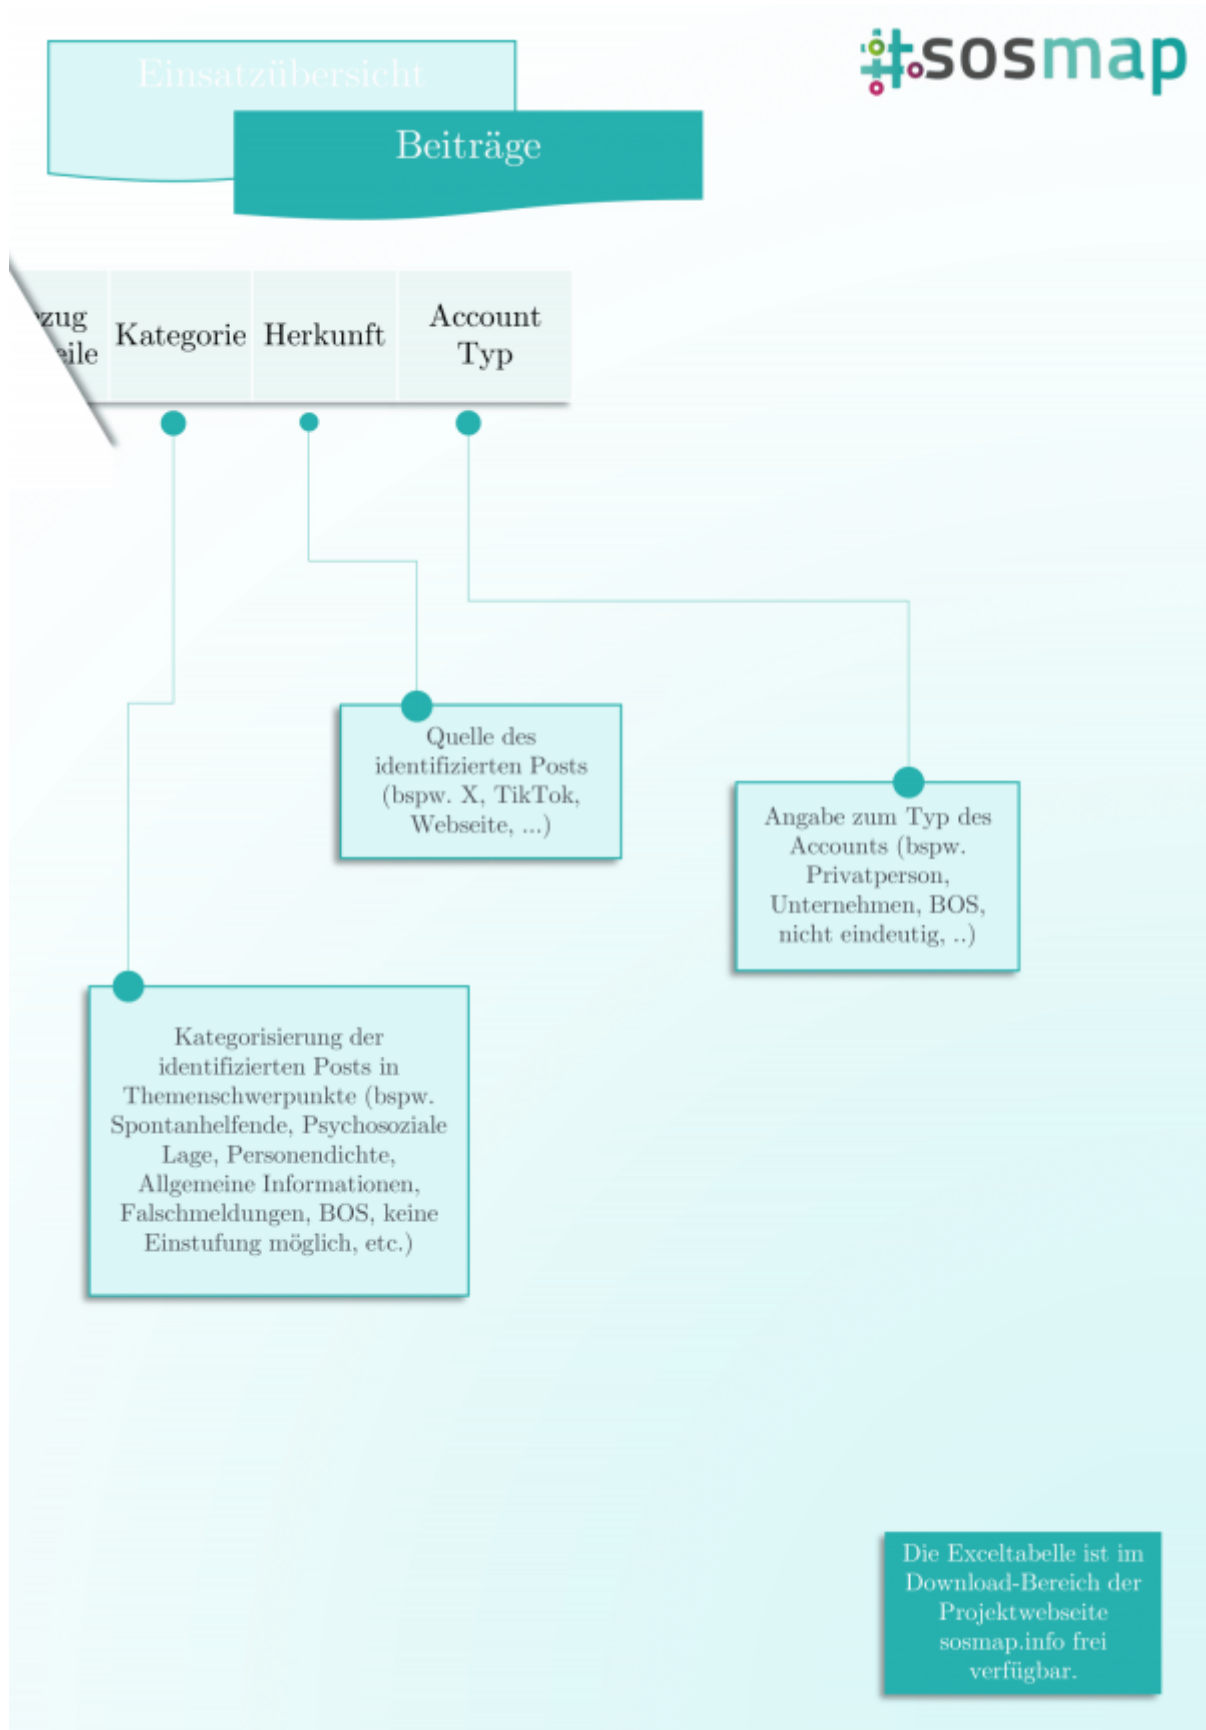 #sosmap
Einsatzübersicht
Beiträge
Kategorie
Herkunft
Account
Typ
Quelle des
identifizierten Posts
(bspw. X, TikTok,
Webseite, ...)
Angabe zum Typ des
Accounts (bspw.
Privatperson,
Unternehmen, BOS,
nicht eindeutig, ..)
Kategorisierung der
identifizierten Posts in
Themenschwerpunkte (bspw.
Spontanhelfende, Psychosoziale
Lage, Personendichte,
Allgemeine Informationen,
Falschmeldungen, BOS, keine
Einstufung möglich, etc.)
Die Exceltabelle ist im
Download-Bereich der
Projektwebseite
sosmap.info frei
verfügbar.